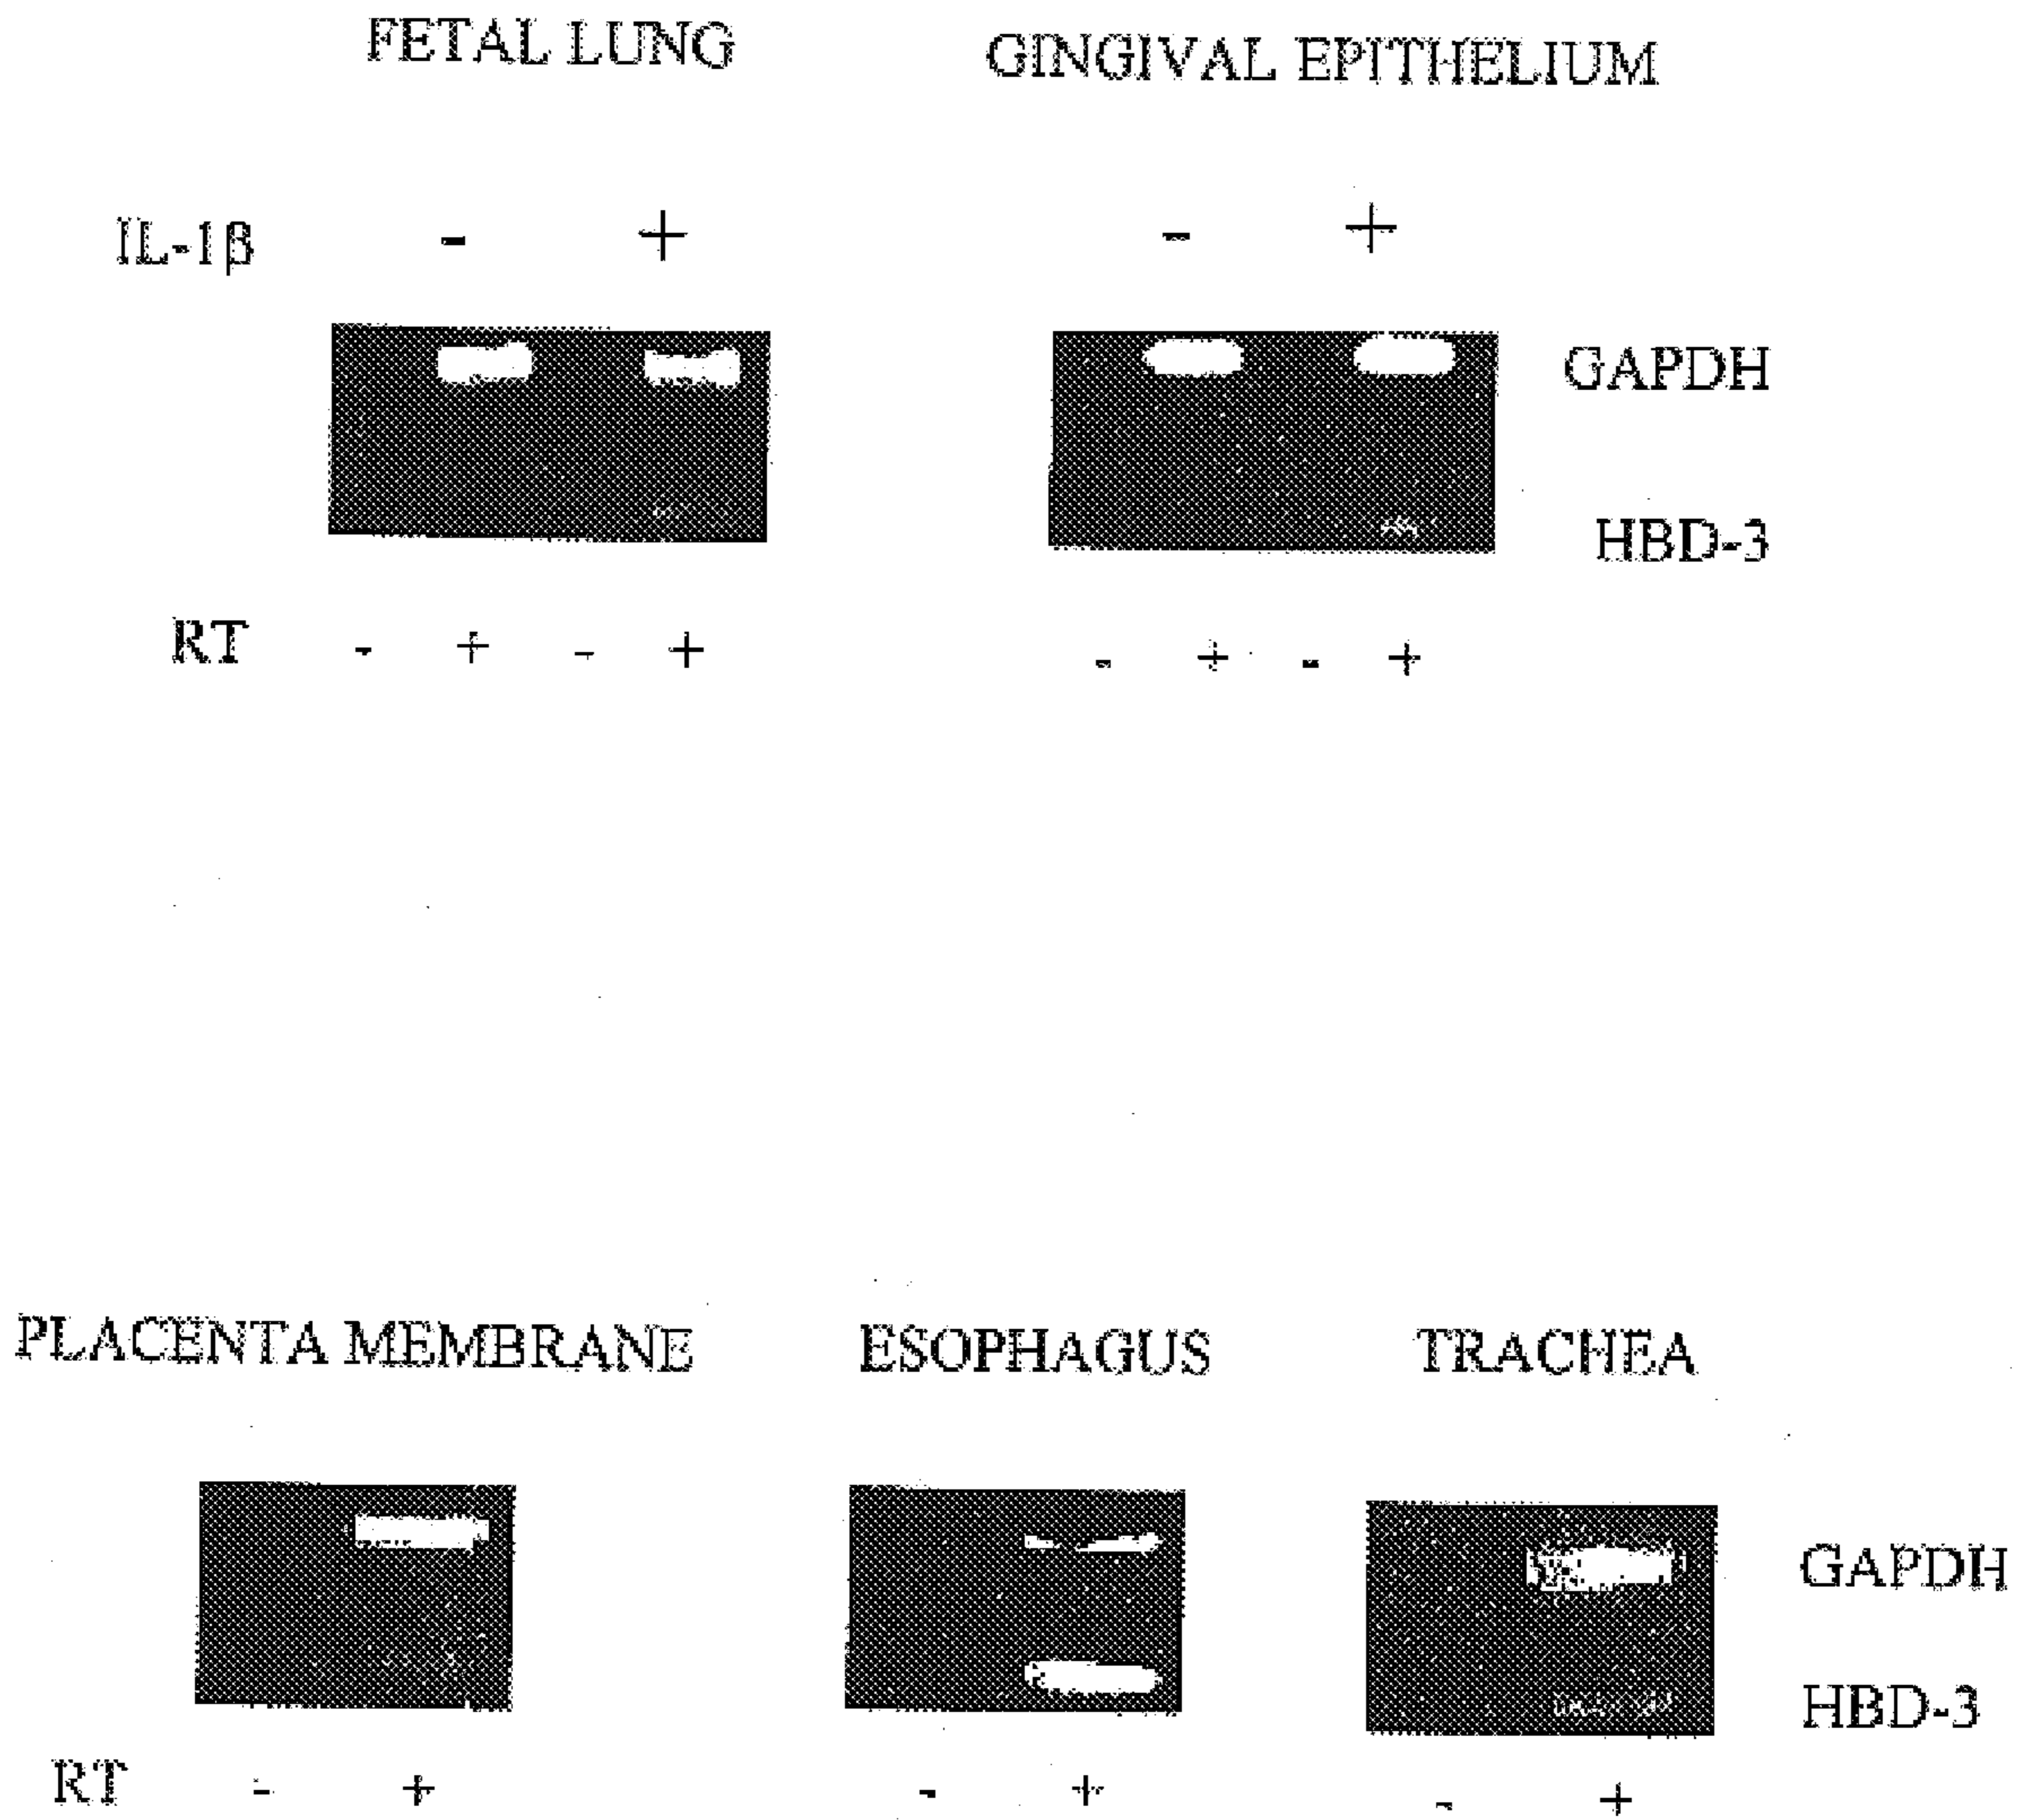 FETAL LUNG GINGIVAL EPITHELIUM
IL-1β - + - +
GAPDH
HBD-3
RT - + - + - + - +
PLACENTA MEMBRANE ESOPHAGUS TRACHEA
GAPDH
HBD-3
RT - + - + - +